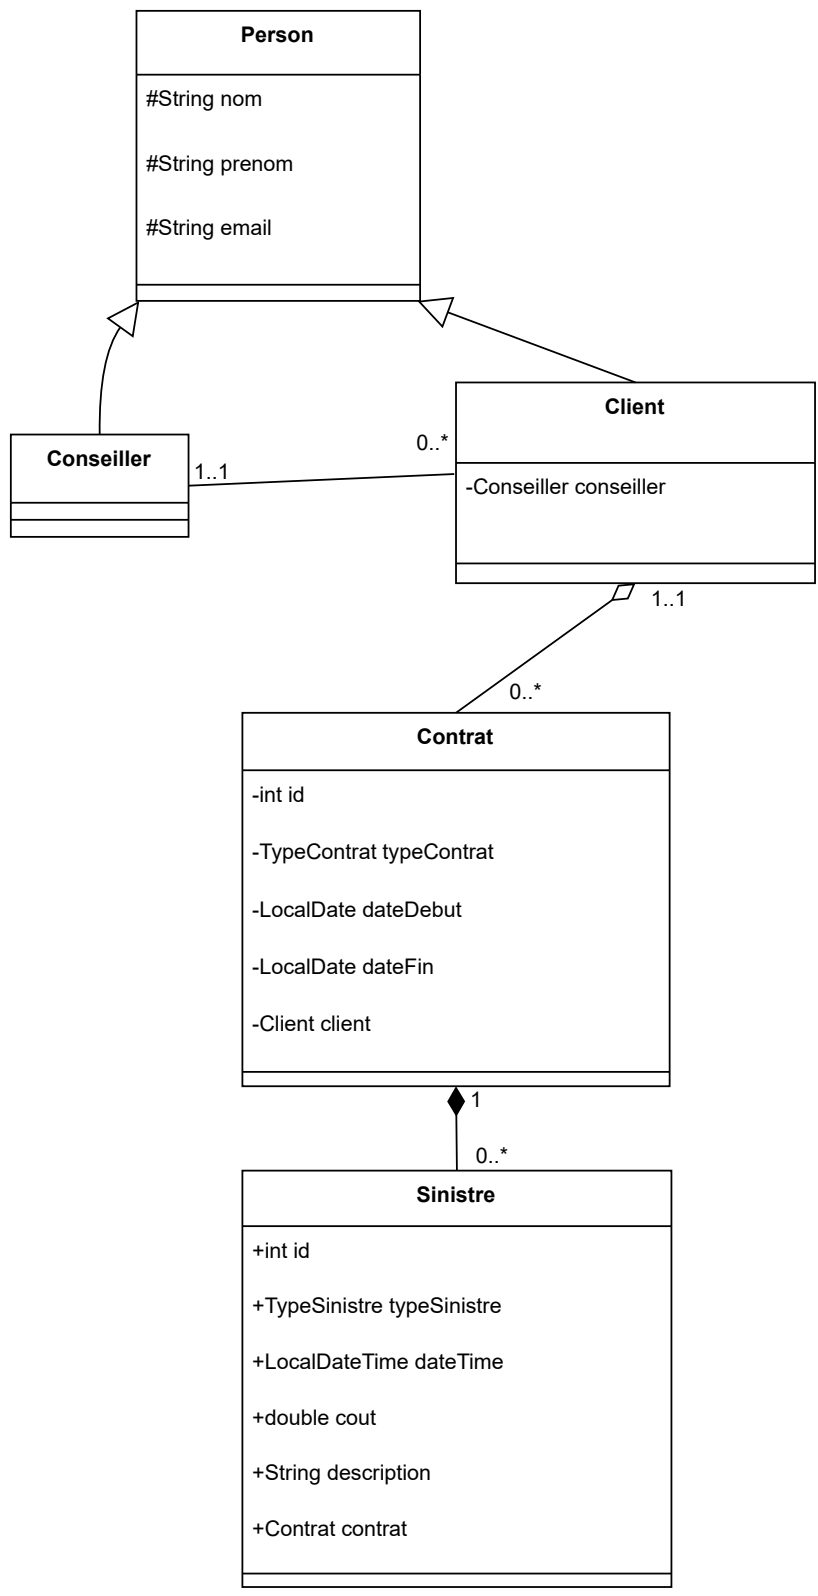 Person
#String nom
#String prenom
#String email
Client
0..*
Conseiller
1..1
-Conseiller conseiller
1..1
0..*
Contrat
-int id
-TypeContrat typeContrat
-LocalDate dateDebut
-LocalDate dateFin
-Client client
1
0..*
Sinistre
+int id
+TypeSinistre typeSinistre
+LocalDateTime dateTime
+double cout
+String description
+Contrat contrat